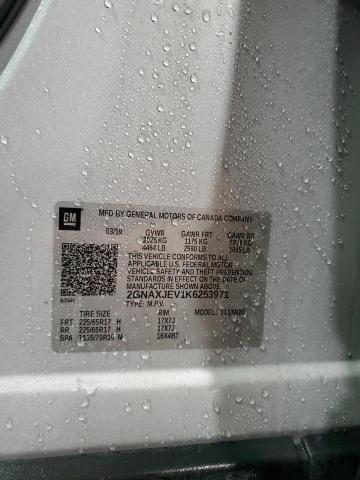 GM
MFD BY GENERAL MOTORS OF CANADA COMPANY
03/19 GVWR GAWR FRT GAWR RR
2025 KG 1175 KG
4464 LB 2590 LB
THIS VEHICLE CONFORMS TO ALL
APPLICABLE U.S. FEDERAL MOTOR
VEHICLE SAFETY, BUMPER, AND THEFT
PREVENTION STANDARDS IN EFFECT ON THE DATE OF
MANUFACTURE SHOWN ABOVE.
2GNAXJEV1K6253971
TYPE: M.P.V.
TIRE SIZE RIM
FRT 225/65R17 H 17X7J
RR 225/65R17 H 17X7J
SPA T135/70R16 M 16X4BT